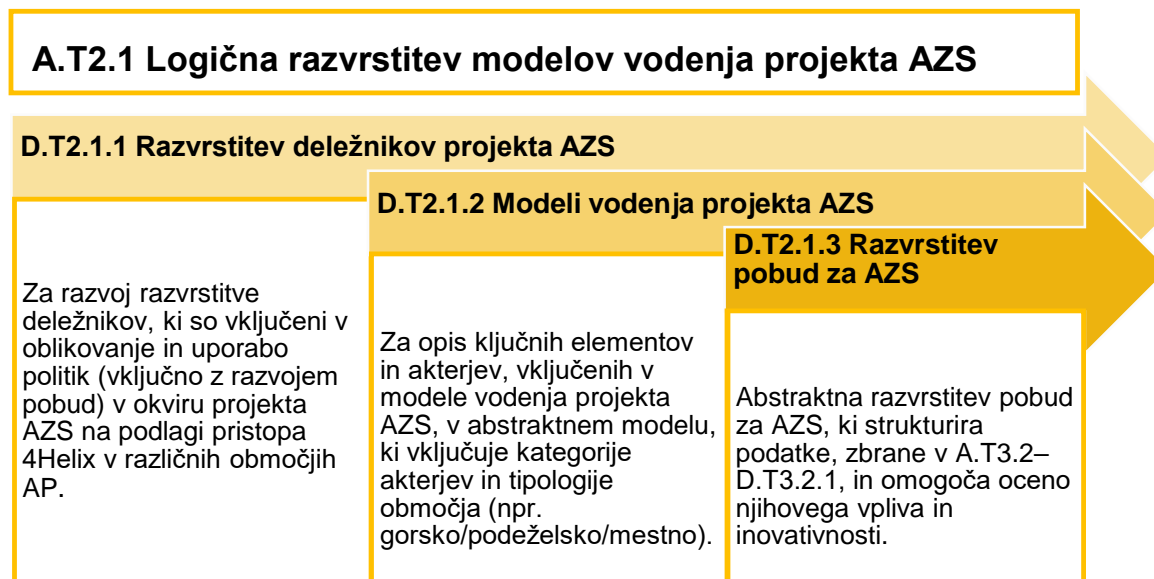 A.T2.1 Logična razvrstitev modelov vodenja projekta AZS
D.T2.1.1 Razvrstitev deležnikov projekta AZS
Za razvoj razvrstitve
deležnikov, ki so vključeni v
oblikovanje in uporabo
politik (vključno z razvojem
pobud) v okviru projekta
AZS na podlagi pristopa
4Helix v različnih območjih
AP.
D.T2.1.2 Modeli vodenja projekta AZS
Za opis ključnih elementov
in akterjev, vključenih v
modele vodenja projekta
AZS, v abstraktnem modelu,
ki vključuje kategorije
akterjev in tipologije
območja (npr.
gorsko/podeželsko/mestno).
D.T2.1.3 Razvrstitev
pobud za AZS
Abstraktna razvrstitev pobud
za AZS, ki strukturira
podatke, zbrane v A.T3.2–
D.T3.2.1, in omogoča oceno
njihovega vpliva in
inovativnosti.